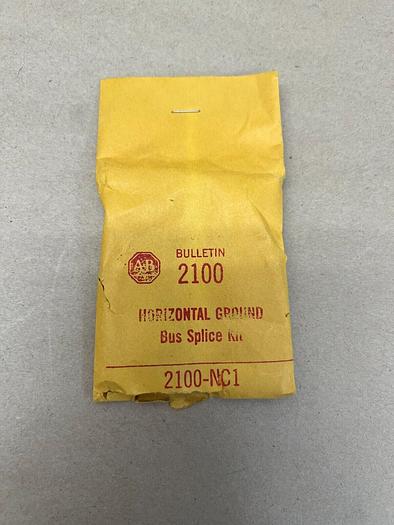 A-B
BULLETIN
2100
HORIZONTAL GROUND
Bus Splice Kit
2100-NC1